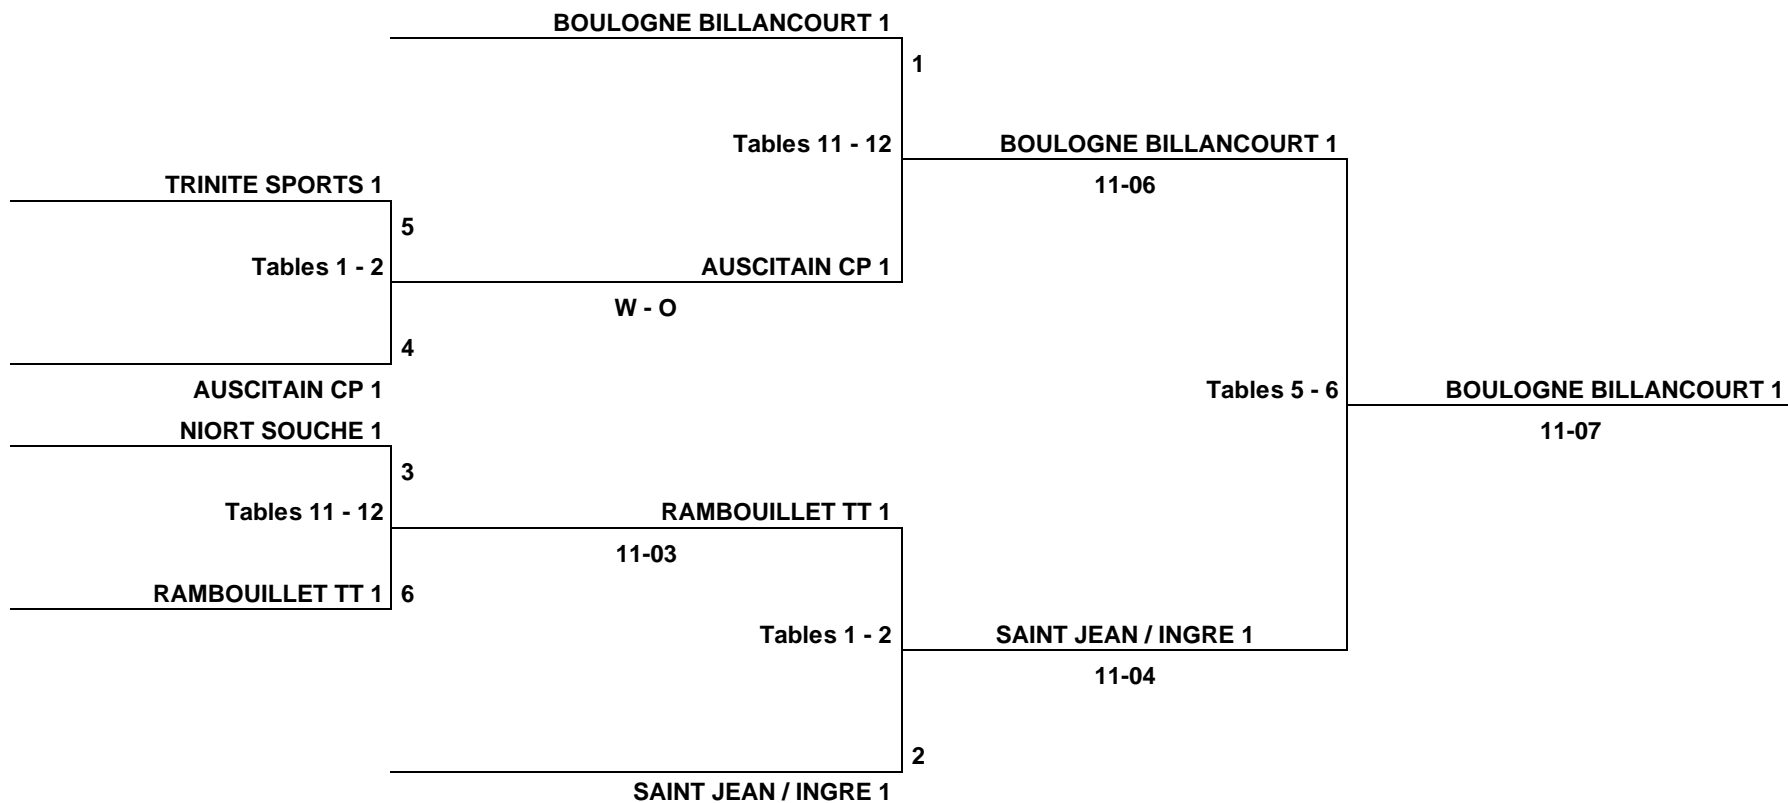 BOULOGNE BILLANCOURT 1
1
Tables 11 - 12
BOULOGNE BILLANCOURT 1
TRINITE SPORTS 1
11-06
5
Tables 1 - 2
AUSCITAIN CP 1
W - O
4
AUSCITAIN CP 1
Tables 5 - 6
BOULOGNE BILLANCOURT 1
NIORT SOUCHE 1
11-07
3
Tables 11 - 12
RAMBOUILLET TT 1
11-03
RAMBOUILLET TT 1
6
Tables 1 - 2
SAINT JEAN / INGRE 1
11-04
2
SAINT JEAN / INGRE 1